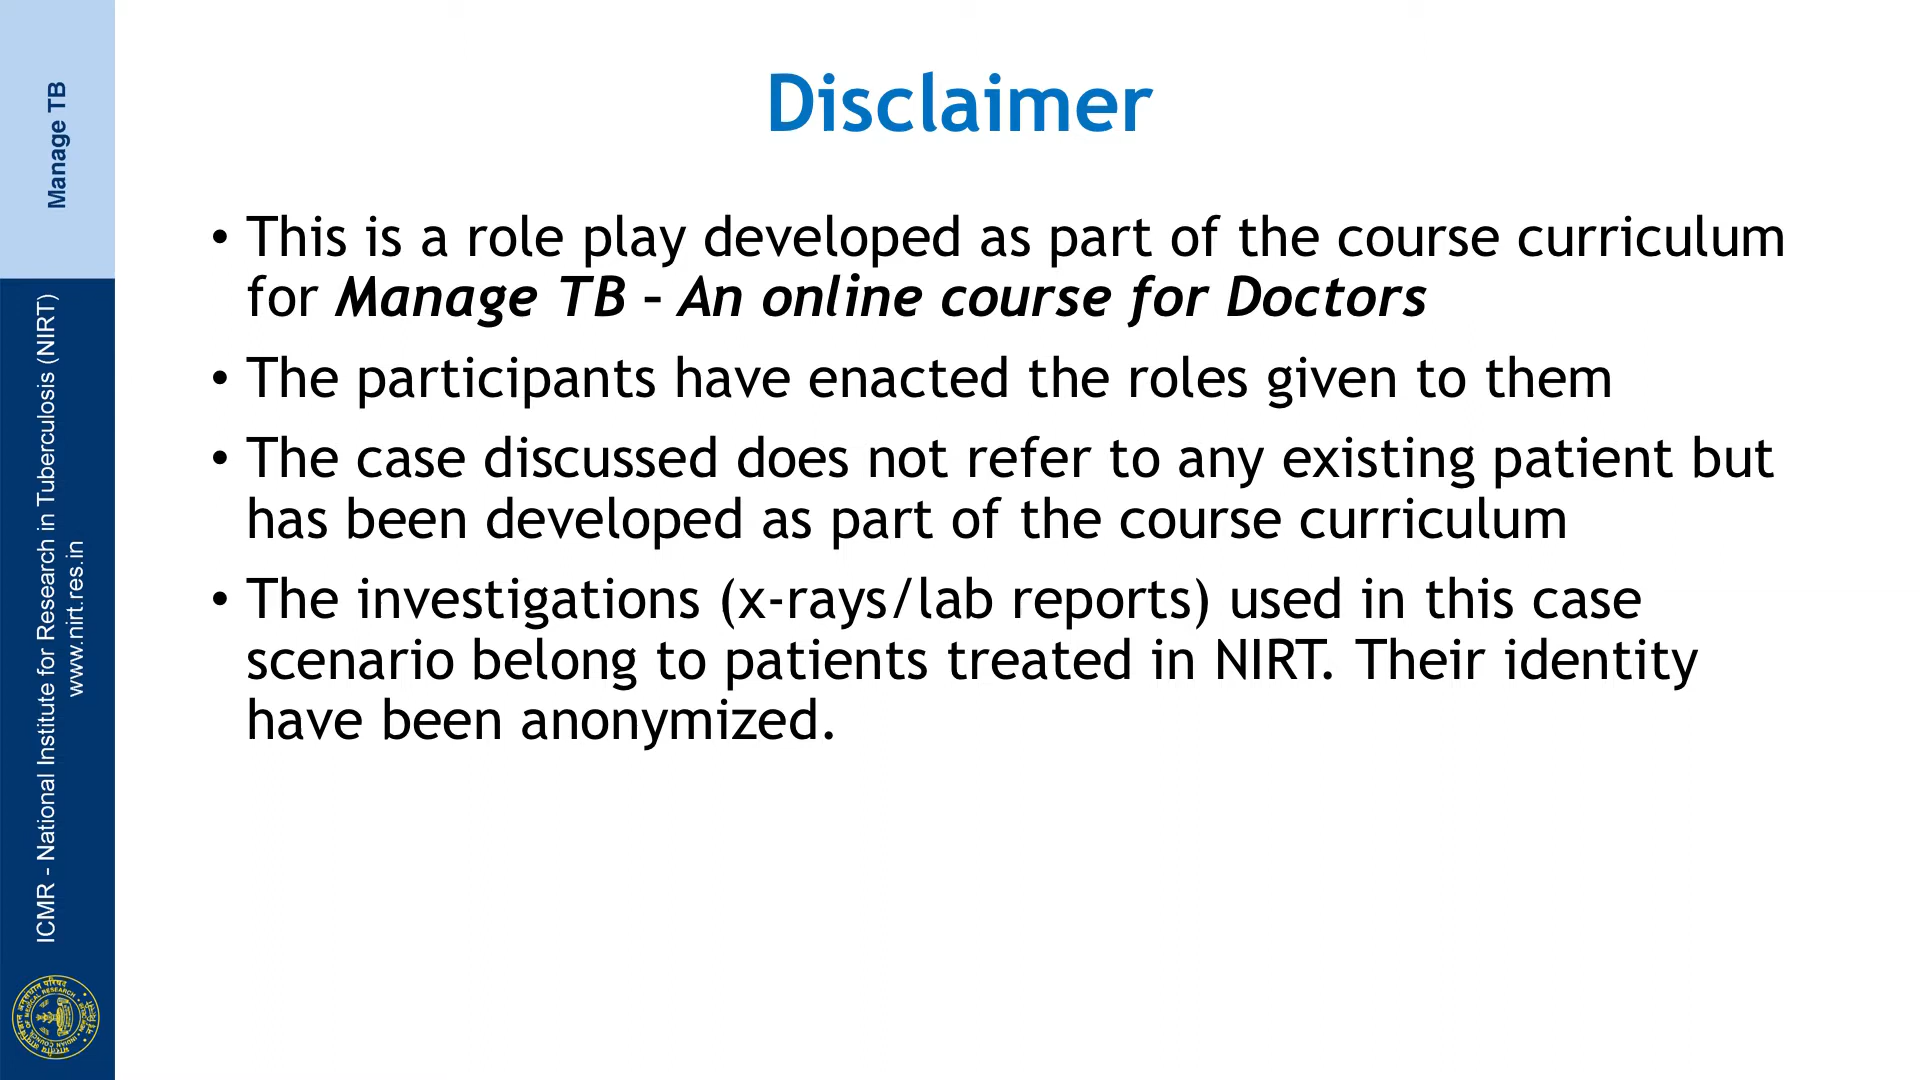 Manage TB
ICMR - National Institute for Research in Tuberculosis (NIRT)
www.nirt.res.in
Disclaimer
• This is a role play developed as part of the course curriculum
for Manage TB – An online course for Doctors
• The participants have enacted the roles given to them
• The case discussed does not refer to any existing patient but
has been developed as part of the course curriculum
• The investigations (x-rays/lab reports) used in this case
scenario belong to patients treated in NIRT. Their identity
have been anonymized.